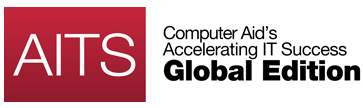 AITS
Computer Aid's
Accelerating IT Success
Global Edition